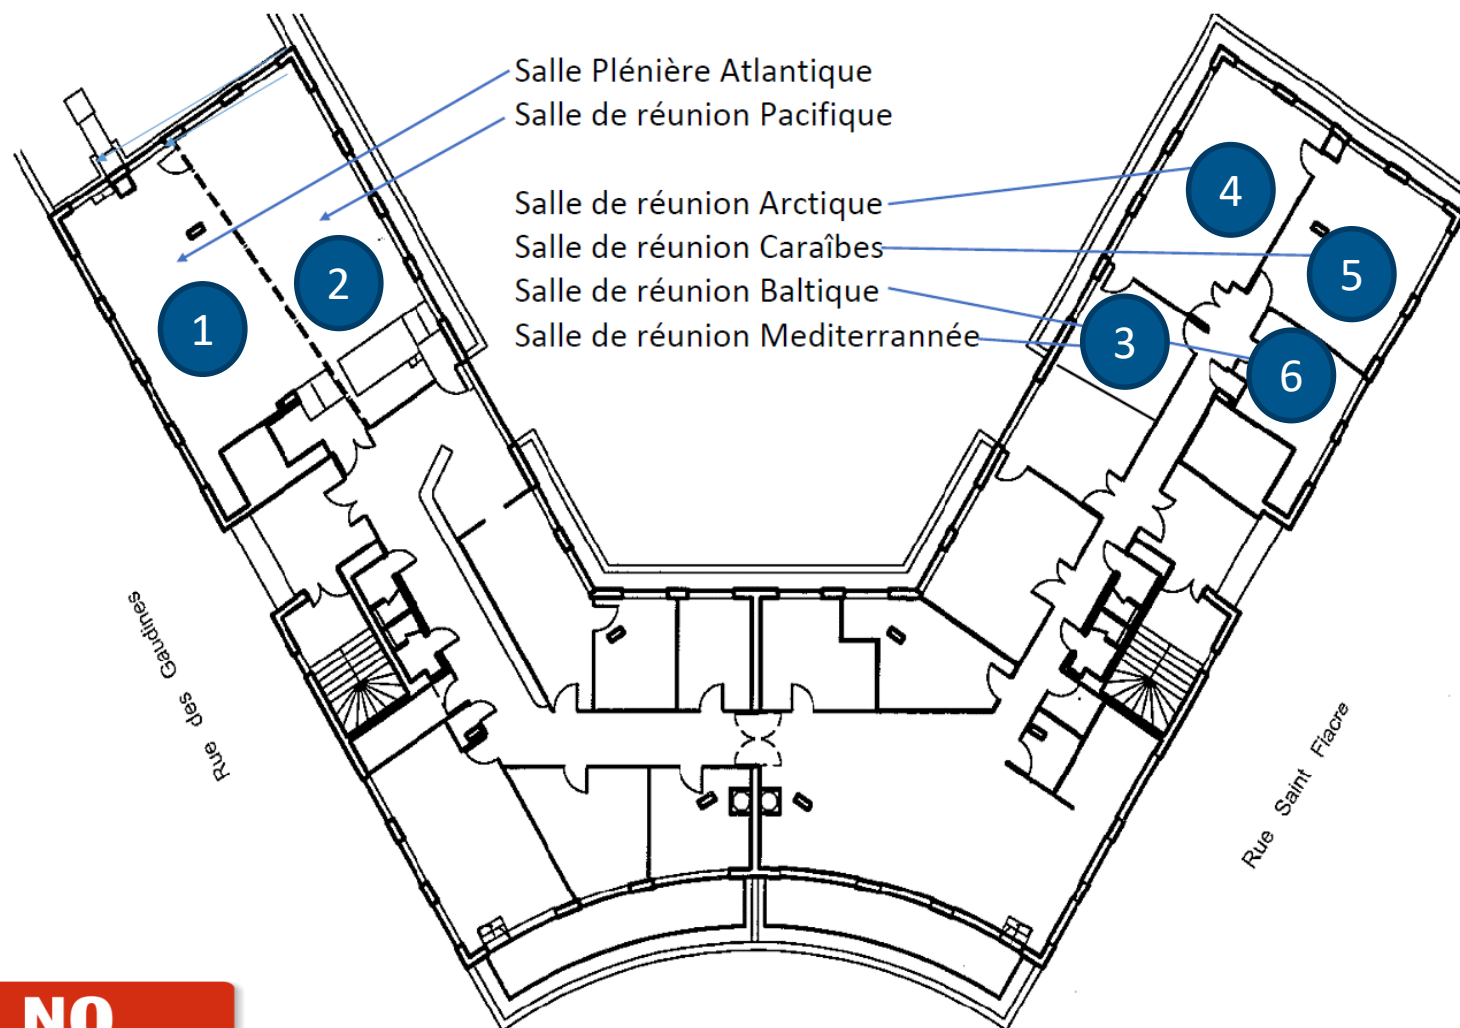 Salle Plénière Atlantique
Salle de réunion Pacifique
Salle de réunion Arctique
Salle de réunion Caraîbes
Salle de réunion Baltique
Salle de réunion Mediterrannée
1
2
3
4
5
6
Rue des Gaudines
Rue Saint Fiacre
NO